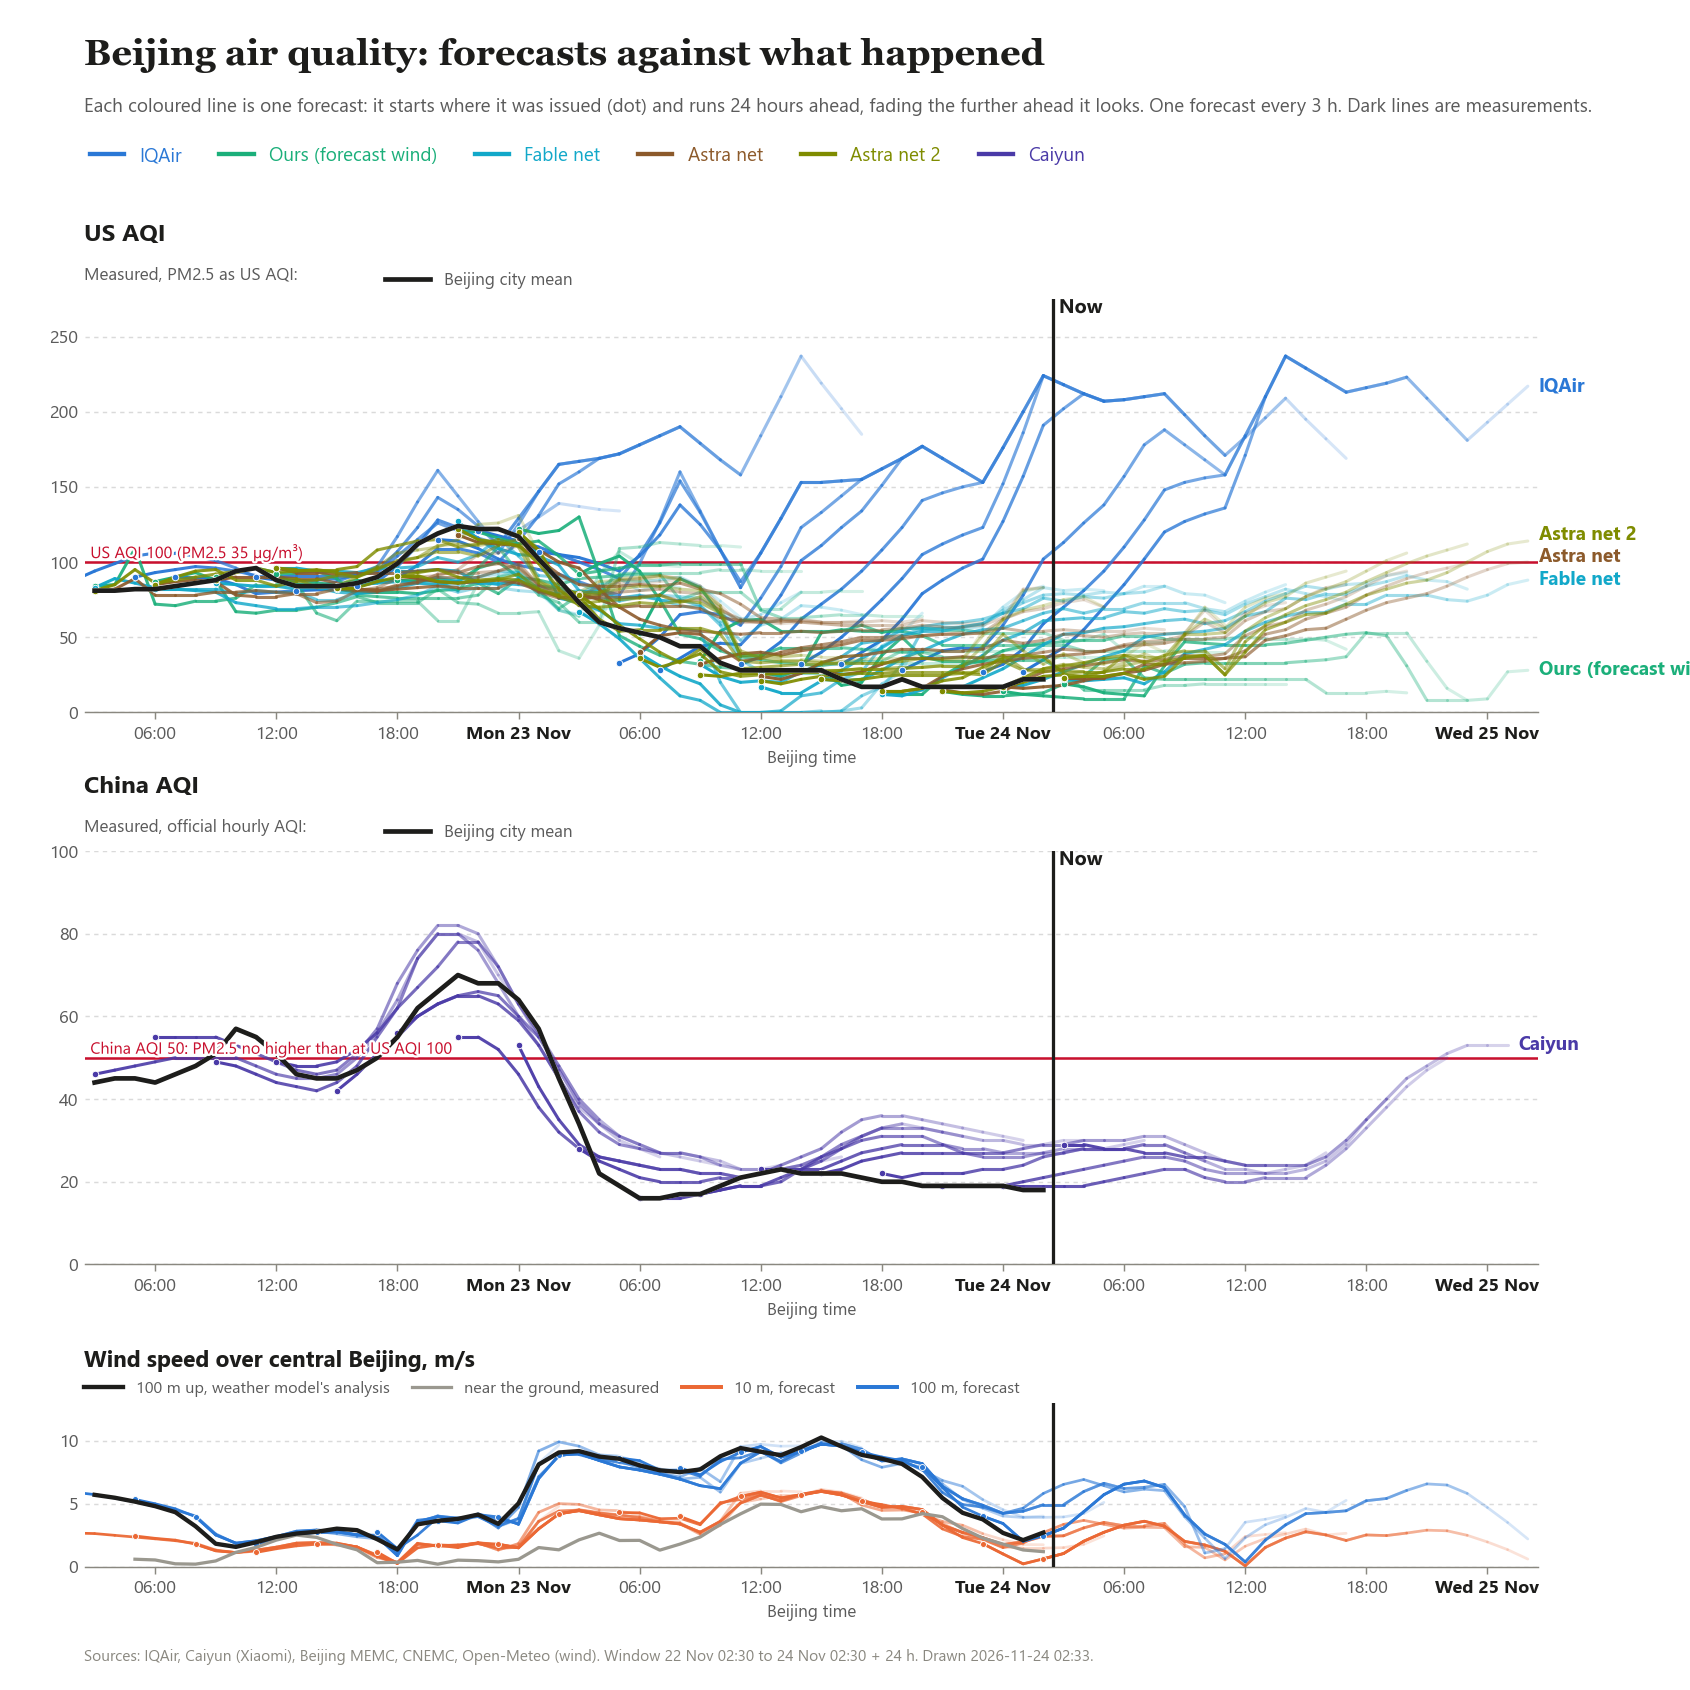 Beijing air quality: forecasts against what happened
Each coloured line is one forecast: it starts where it was issued (dot) and runs 24 hours ahead, fading the further ahead it looks. One forecast every 3 h. Dark lines are measurements.
IQAir Ours (forecast wind) Fable net Astra net Astra net 2 Caiyun
US AQI
Measured, PM2.5 as US AQI: Beijing city mean
Now
250
IQAir
200
150
Astra net 2
US AQI 100 (PM2.5 35 µg/m³)
100
Astra net
Fable net
50
Ours (forecast wi
0
06:00 12:00 18:00 Mon 23 Nov 06:00 12:00 18:00 Tue 24 Nov 06:00 12:00 18:00 Wed 25 Nov
Beijing time
China AQI
Measured, official hourly AQI: Beijing city mean
100
Now
80
60
China AQI 50: PM2.5 no higher than at US AQI 100
Caiyun
40
20
0
06:00 12:00 18:00 Mon 23 Nov 06:00 12:00 18:00 Tue 24 Nov 06:00 12:00 18:00 Wed 25 Nov
Beijing time
Wind speed over central Beijing, m/s
100 m up, weather model's analysis near the ground, measured 10 m, forecast 100 m, forecast
10
5
0
06:00 12:00 18:00 Mon 23 Nov 06:00 12:00 18:00 Tue 24 Nov 06:00 12:00 18:00 Wed 25 Nov
Beijing time
Sources: IQAir, Caiyun (Xiaomi), Beijing MEMC, CNEMC, Open-Meteo (wind). Window 22 Nov 02:30 to 24 Nov 02:30 + 24 h. Drawn 2026-11-24 02:33.